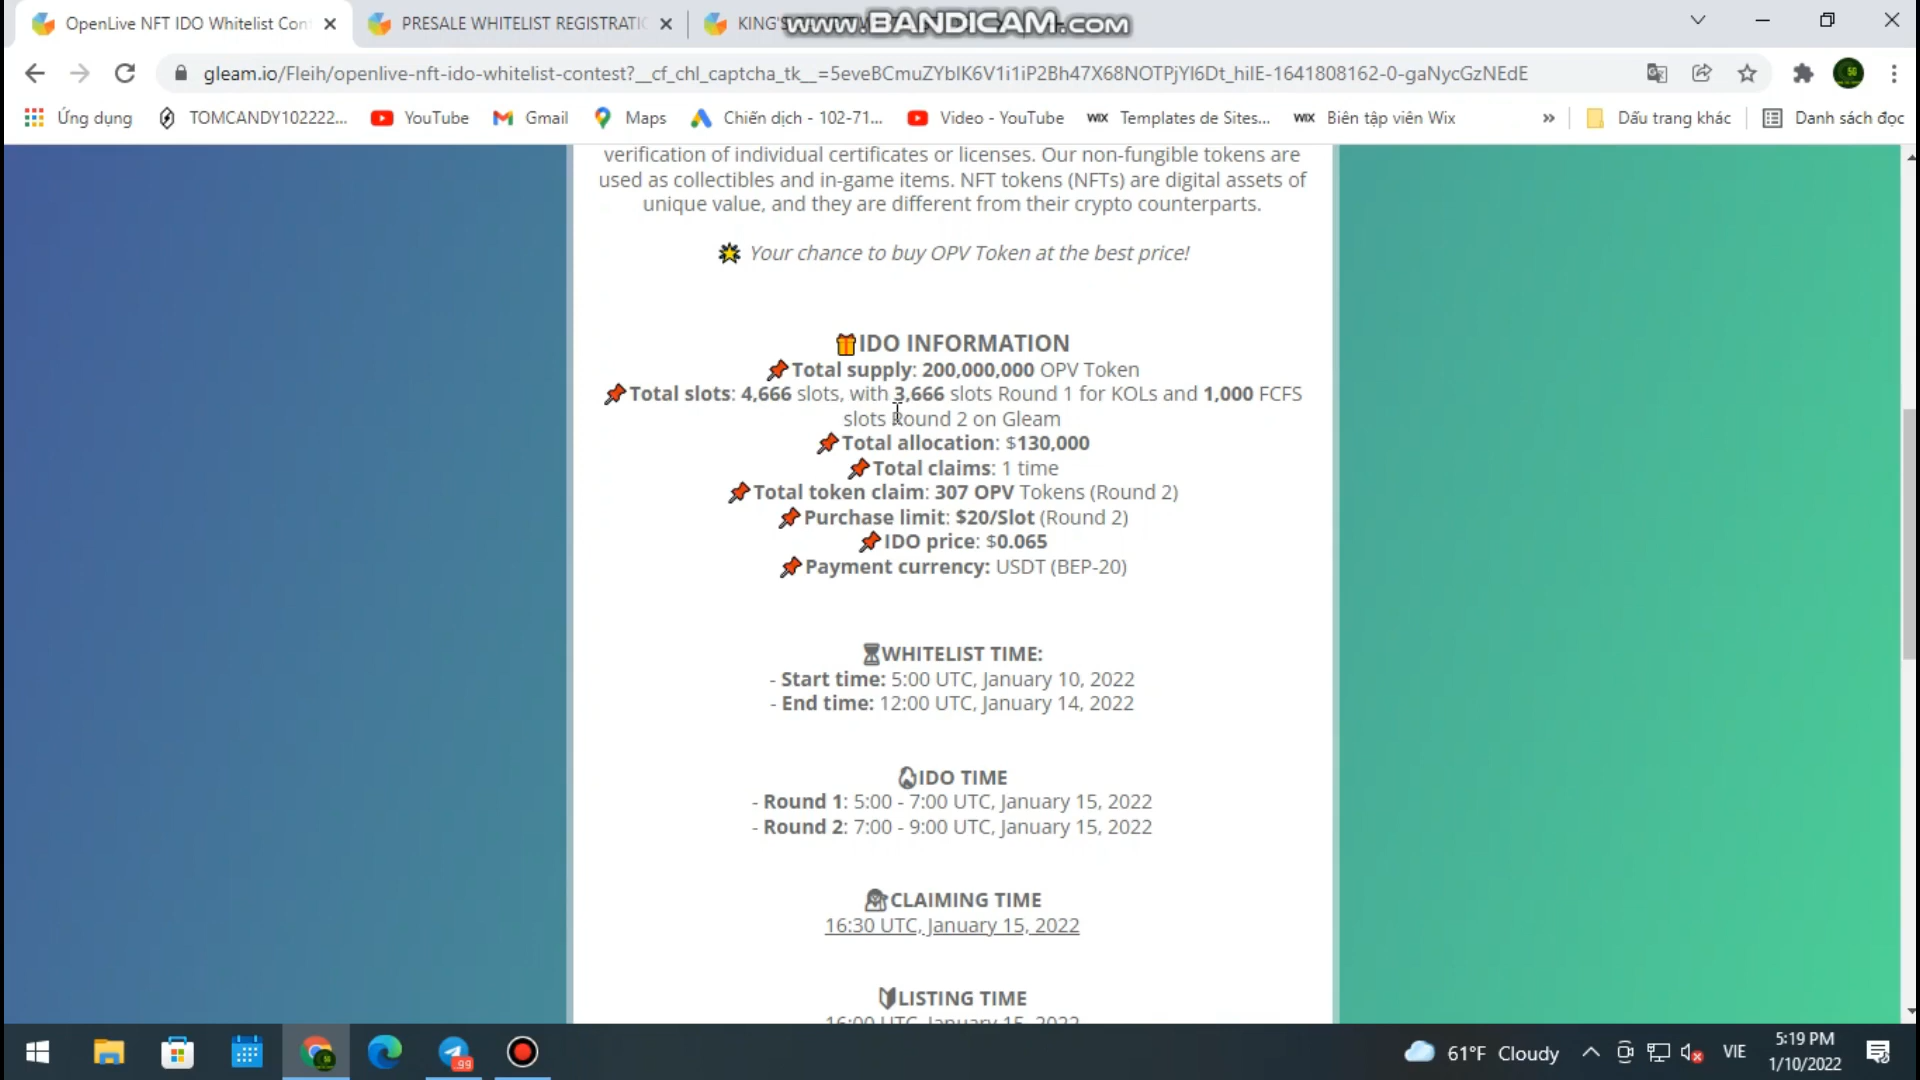 OpenLive NFT IDO Whitelist Con
PRESALE WHITELIST REGISTRATIO
KING'S
www.BANDICAM.com
gleam.io/Fleih/openlive-nft-ido-whitelist-contest?__cf_chl_captcha_tk__=5eveBCmuZYbIK6V1i1iP2Bh47X68NOTPjYI6Dt_hiIE-1641808162-0-gaNycGzNEdE
Ứng dụng
TOMCANDY102222...
YouTube
Gmail
Maps
Chiến dịch - 102-71...
Video - YouTube
WIX Templates de Sites...
WIX Biên tập viên Wix
»
Dấu trang khác
Danh sách đọc
verification of individual certificates or licenses. Our non-fungible tokens are
used as collectibles and in-game items. NFT tokens (NFTs) are digital assets of
unique value, and they are different from their crypto counterparts.
Your chance to buy OPV Token at the best price!
IDO INFORMATION
Total supply: 200,000,000 OPV Token
Total slots: 4,666 slots, with 3,666 slots Round 1 for KOLs and 1,000 FCFS
slots Round 2 on Gleam
Total allocation: $130,000
Total claims: 1 time
Total token claim: 307 OPV Tokens (Round 2)
Purchase limit: $20/Slot (Round 2)
IDO price: $0.065
Payment currency: USDT (BEP-20)
WHITELIST TIME:
- Start time: 5:00 UTC, January 10, 2022
- End time: 12:00 UTC, January 14, 2022
IDO TIME
- Round 1: 5:00 - 7:00 UTC, January 15, 2022
- Round 2: 7:00 - 9:00 UTC, January 15, 2022
CLAIMING TIME
16:30 UTC, January 15, 2022
LISTING TIME
16:00 UTC, January 15, 2022
99
61°F Cloudy
VIE
5:19 PM
1/10/2022